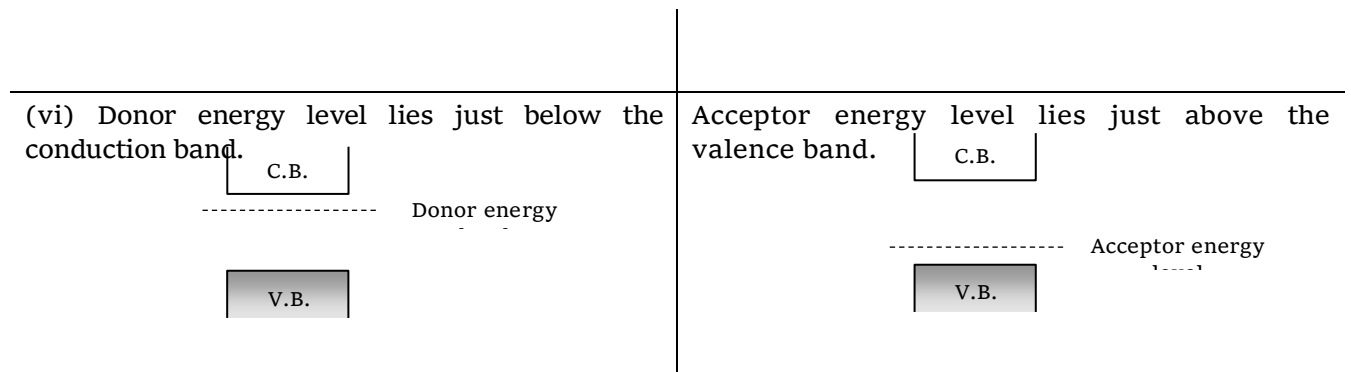 (vi) Donor energy level lies just below the
conduction band.
C.B.
Donor energy
V.B.
Acceptor energy level lies just above the
valence band.
C.B.
Acceptor energy
V.B.